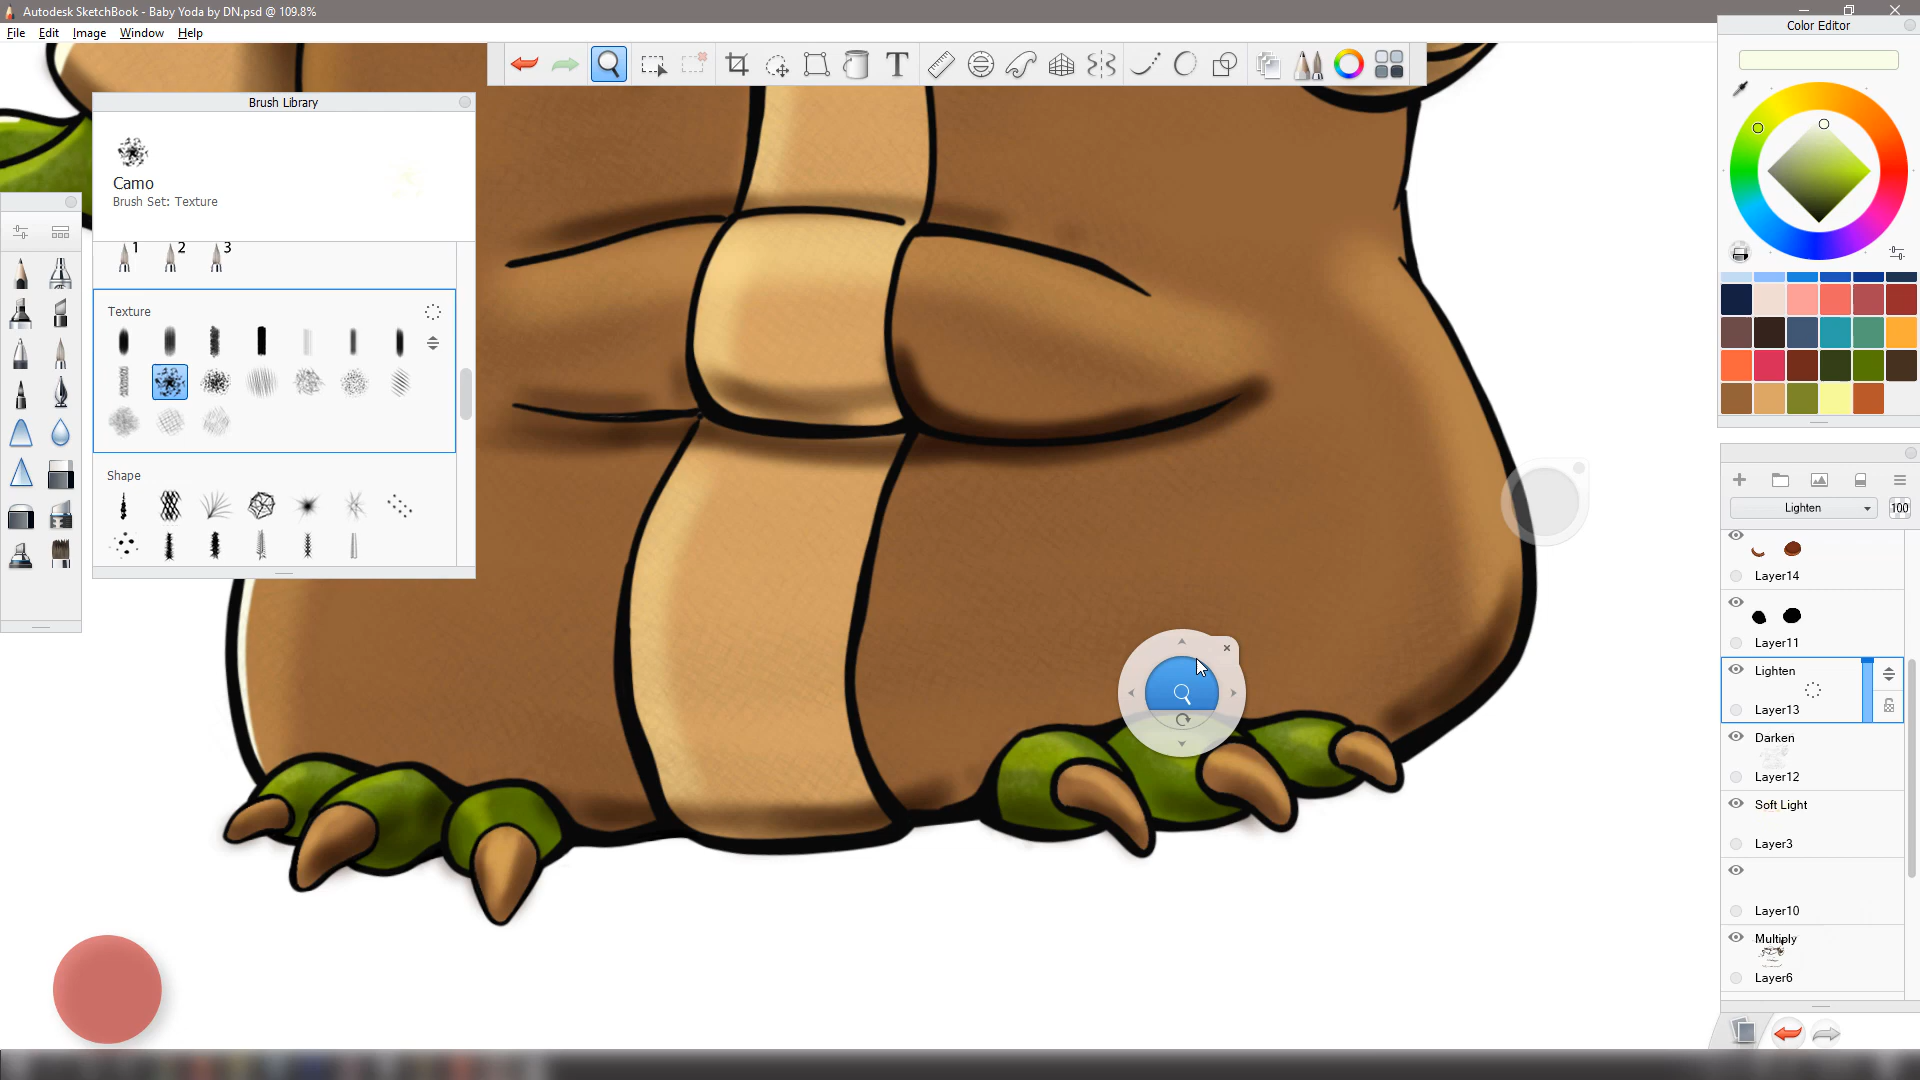 Autodesk SketchBook - Baby Yoda by DN.psd @ 109.8%
File Edit Image Window Help
Color Editor
Brush Library
Camo
Brush Set: Texture
1 2 3
Texture
Shape
Lighten 100
Layer14
Layer11
Lighten
Layer13
Darken
Layer12
Soft Light
Layer3
Layer10
Multiply
Layer6